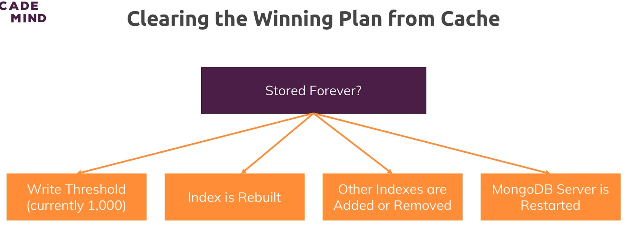 CADE
MIND
Clearing the Winning Plan from Cache
Stored Forever?
Write Threshold
(currently 1,000)
Index is Rebuilt
Other Indexes are
Added or Removed
MongoDB Server is
Restarted